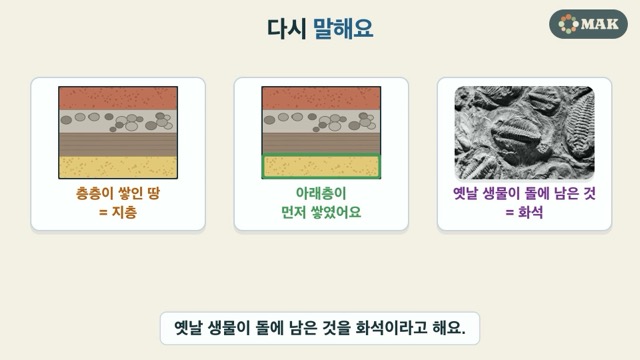 다시 말해요
MAK
층층이 쌓인 땅
= 지층
아래층이
먼저 쌓였어요
옛날 생물이 돌에 남은 것
= 화석
옛날 생물이 돌에 남은 것을 화석이라고 해요.